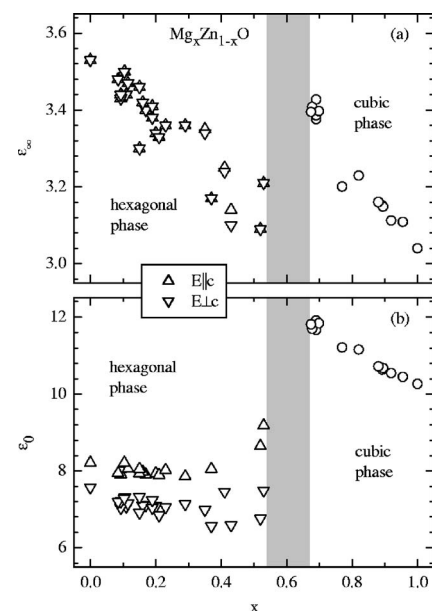 MgₓZn₁₋ₓO
(a)
3.6
3.4
3.2
3.0
ε∞
cubic
phase
hexagonal
phase
E∥c
E⊥c
(b)
12
10
8
6
ε₀
hexagonal
phase
cubic
phase
0.0 0.2 0.4 0.6 0.8 1.0
x